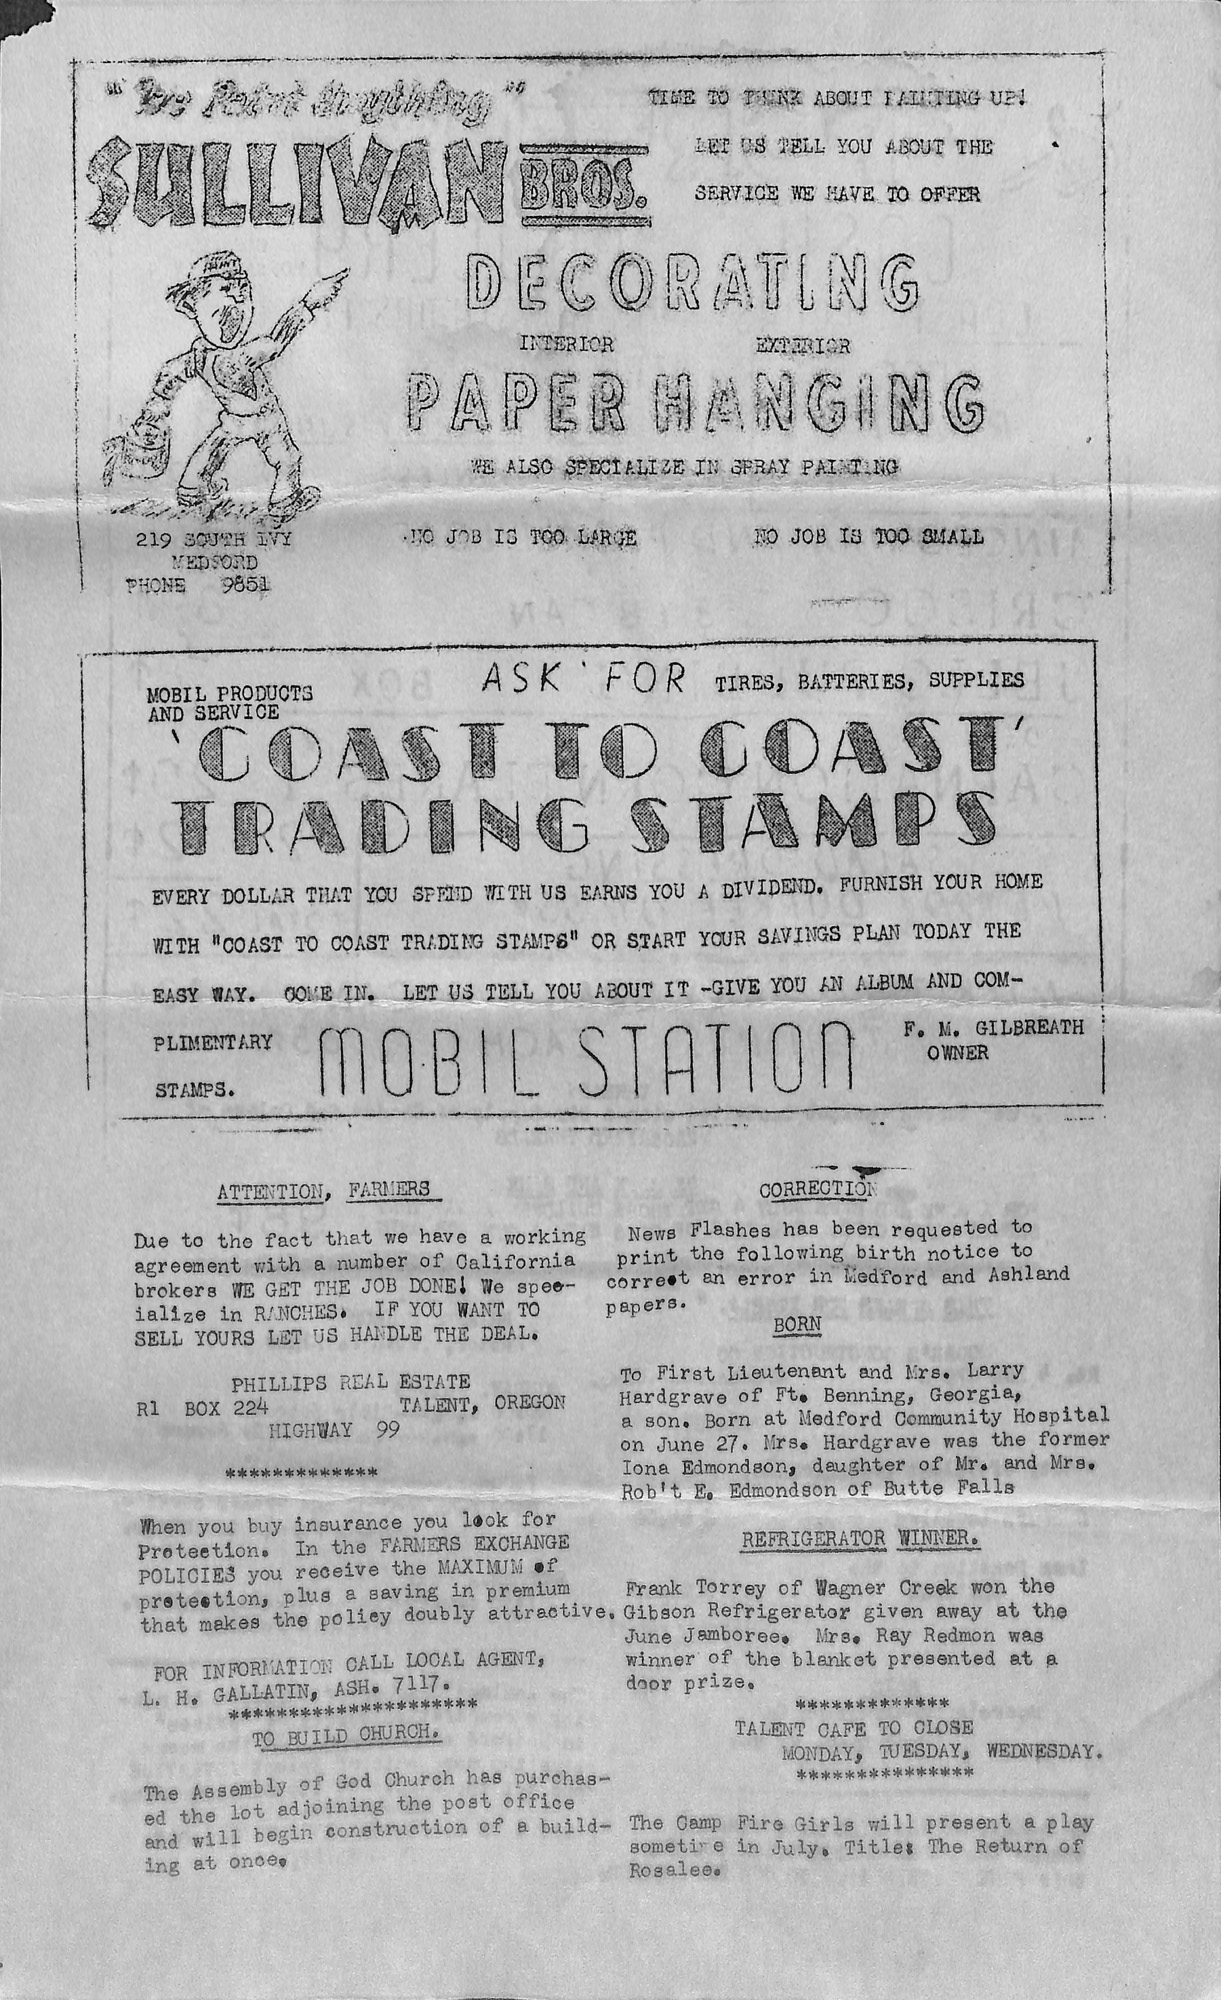 "We Paint Anything"
SULLIVAN BROS.
TIME TO THINK ABOUT PAINTING UP!
LET US TELL YOU ABOUT THE
SERVICE WE HAVE TO OFFER
PAINT
DECORATING
INTERIOR EXTERIOR
PAPER HANGING
WE ALSO SPECIALIZE IN SPRAY PAINTING
219 SOUTH IVY
MEDFORD
PHONE 9851
NO JOB IS TOO LARGE NO JOB IS TOO SMALL
MOBIL PRODUCTS
AND SERVICE
ASK FOR
TIRES, BATTERIES, SUPPLIES
'COAST TO COAST'
TRADING STAMPS
EVERY DOLLAR THAT YOU SPEND WITH US EARNS YOU A DIVIDEND. FURNISH YOUR HOME
WITH "COAST TO COAST TRADING STAMPS" OR START YOUR SAVINGS PLAN TODAY THE
EASY WAY. COME IN. LET US TELL YOU ABOUT IT -GIVE YOU AN ALBUM AND COM-
PLIMENTARY
STAMPS.
MOBIL STATION
F. M. GILBREATH
OWNER
ATTENTION, FARMERS
Due to the fact that we have a working
agreement with a number of California
brokers WE GET THE JOB DONE! We spec-
ialize in RANCHES. IF YOU WANT TO
SELL YOURS LET US HANDLE THE DEAL.
PHILLIPS REAL ESTATE
R1 BOX 224 TALENT, OREGON
HIGHWAY 99
*************
When you buy insurance you look for
Protection. In the FARMERS EXCHANGE
POLICIES you receive the MAXIMUM of
protection, plus a saving in premium
that makes the policy doubly attractive.
FOR INFORMATION CALL LOCAL AGENT,
L. H. GALLATIN, ASH. 7117.
*********************
TO BUILD CHURCH.
The Assembly of God Church has purchas-
ed the lot adjoining the post office
and will begin construction of a build-
ing at once.
CORRECTION
News Flashes has been requested to
print the following birth notice to
correct an error in Medford and Ashland
papers.
BORN
To First Lieutenant and Mrs. Larry
Hardgrave of Ft. Benning, Georgia,
a son. Born at Medford Community Hospital
on June 27. Mrs. Hardgrave was the former
Iona Edmondson, daughter of Mr. and Mrs.
Rob't E. Edmondson of Butte Falls
REFRIGERATOR WINNER.
Frank Torrey of Wagner Creek won the
Gibson Refrigerator given away at the
June Jamboree. Mrs. Ray Redmon was
winner of the blanket presented at a
door prize.
*************
TALENT CAFE TO CLOSE
MONDAY, TUESDAY, WEDNESDAY.
***************
The Camp Fire Girls will present a play
sometime in July. Title: The Return of
Rosalee.